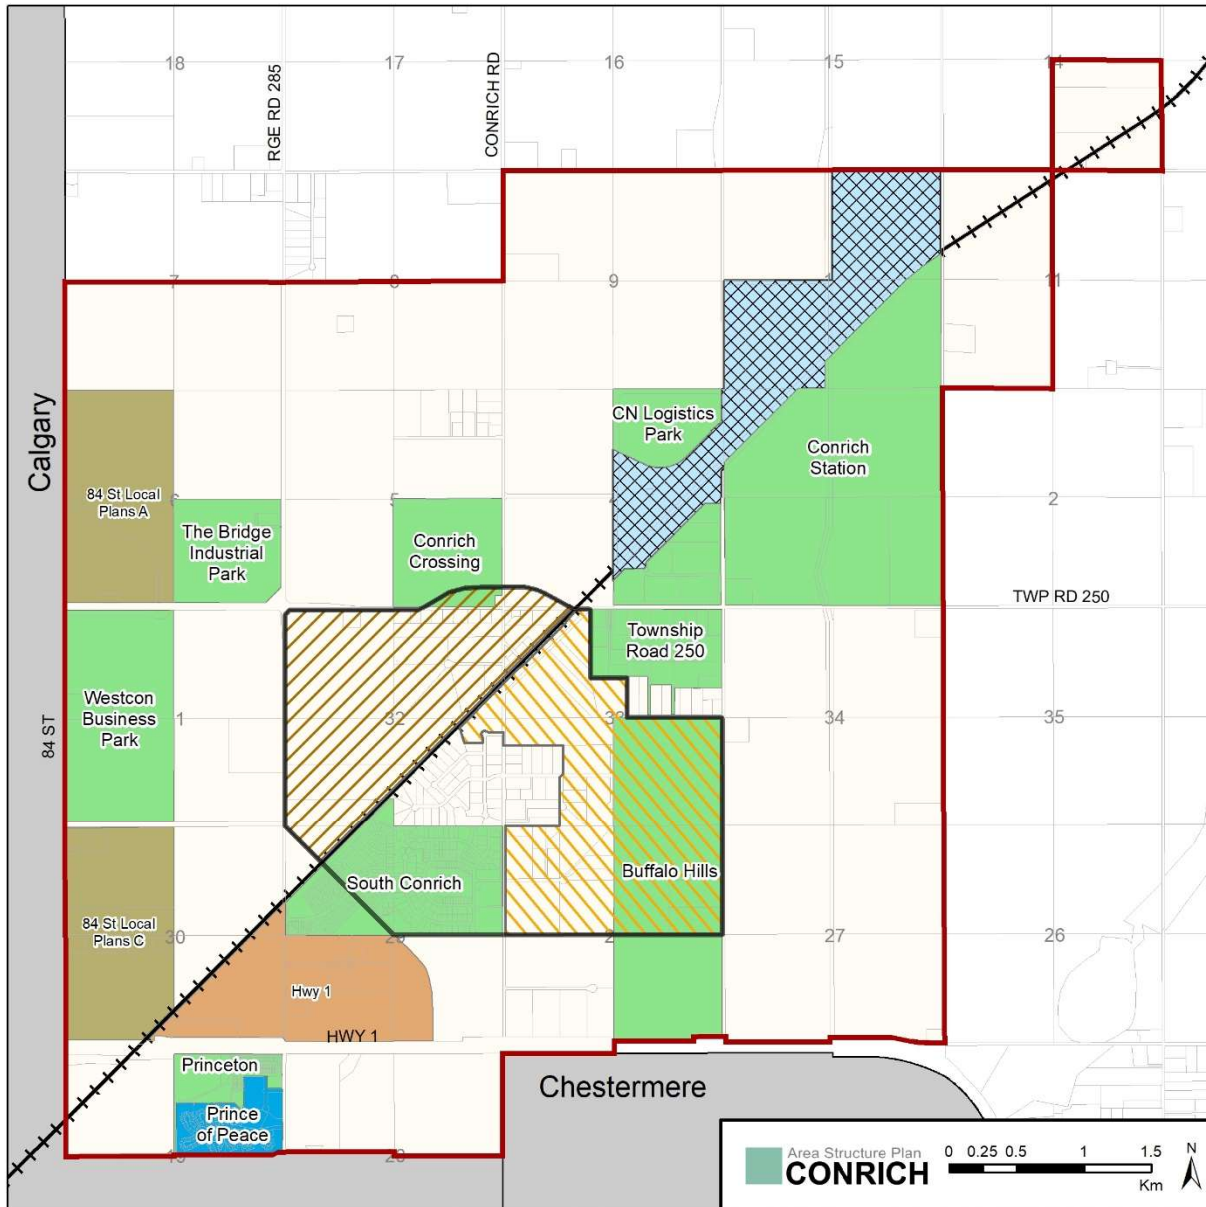 18
17
16
15
14
RGE RD 285
CONRICH RD
7
8
9
11
Calgary
CN Logistics
Park
Conrich
Station
84 St Local
Plans A
6
5
2
The Bridge
Industrial
Park
Conrich
Crossing
TWP RD 250
Township
Road 250
Westcon
Business
Park
84 ST
1
32
33
34
35
South Conrich
Buffalo Hills
84 St Local
Plans C
30
29
27
26
Hwy 1
HWY 1
Princeton
Prince
of Peace
Chestermere
20
Area Structure Plan
CONRICH
0 0.25 0.5 1 1.5
Km
N